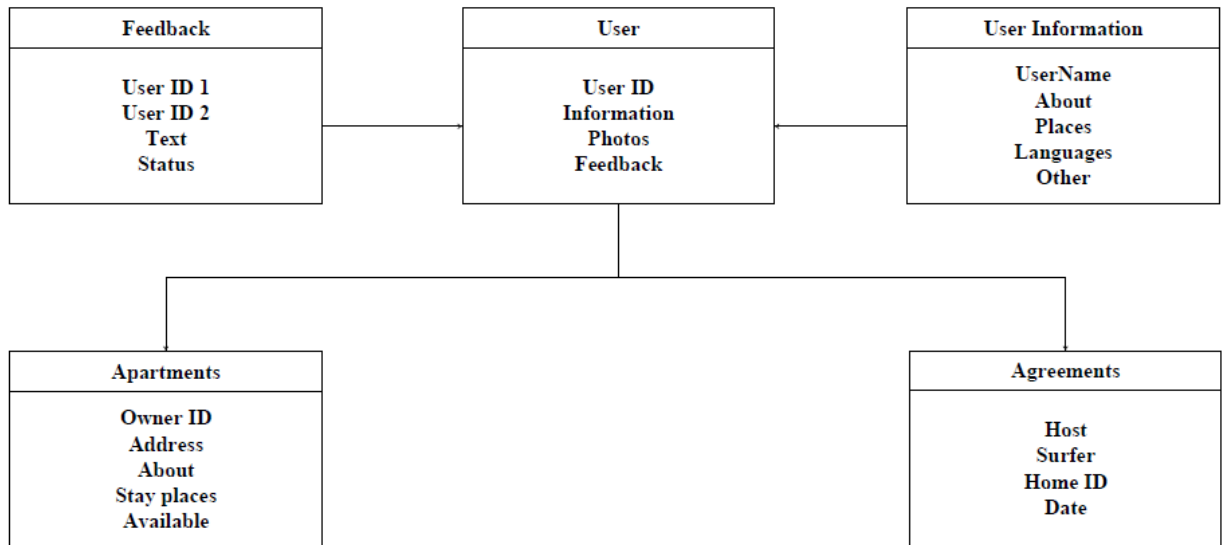 Feedback
User ID 1
User ID 2
Text
Status
User
User ID
Information
Photos
Feedback
User Information
UserName
About
Places
Languages
Other
Apartments
Owner ID
Address
About
Stay places
Available
Agreements
Host
Surfer
Home ID
Date